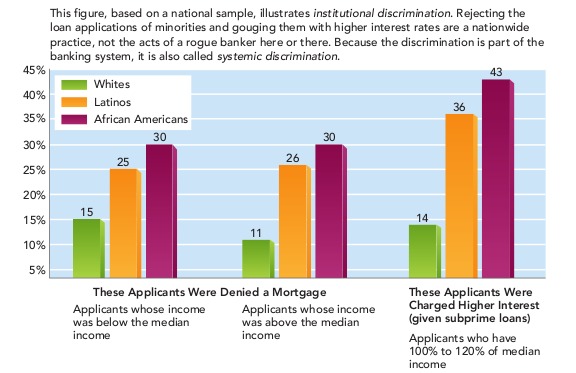 This figure, based on a national sample, illustrates institutional discrimination. Rejecting the
loan applications of minorities and gouging them with higher interest rates are a nationwide
practice, not the acts of a rogue banker here or there. Because the discrimination is part of the
banking system, it is also called systemic discrimination.
45%
40%
35%
30%
25%
20%
15%
10%
5%
Whites
Latinos
African Americans
15
25
30
11
26
30
14
36
43
These Applicants Were Denied a Mortgage
Applicants whose income
was below the median
income
Applicants whose income
was above the median
income
These Applicants Were
Charged Higher Interest
(given subprime loans)
Applicants who have
100% to 120% of median
income